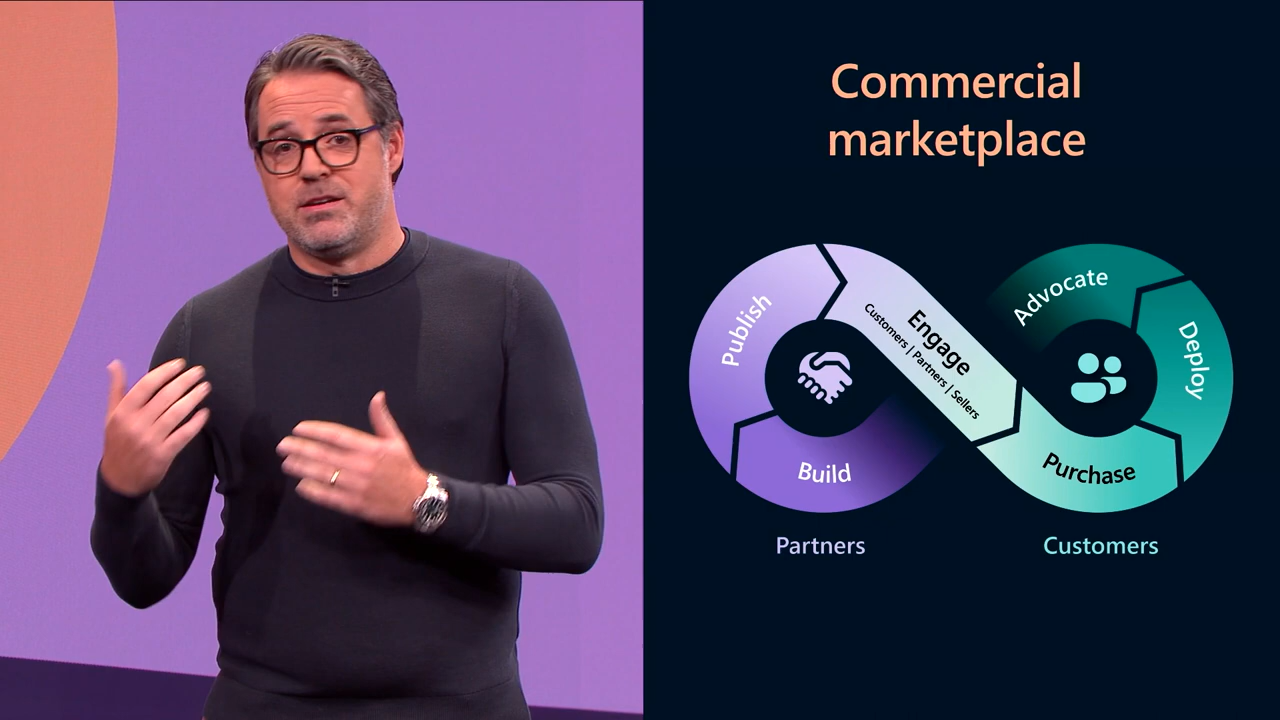 Commercial
marketplace
Publish
Engage
Customers | Partners | Sellers
Build
Advocate
Deploy
Purchase
Partners
Customers